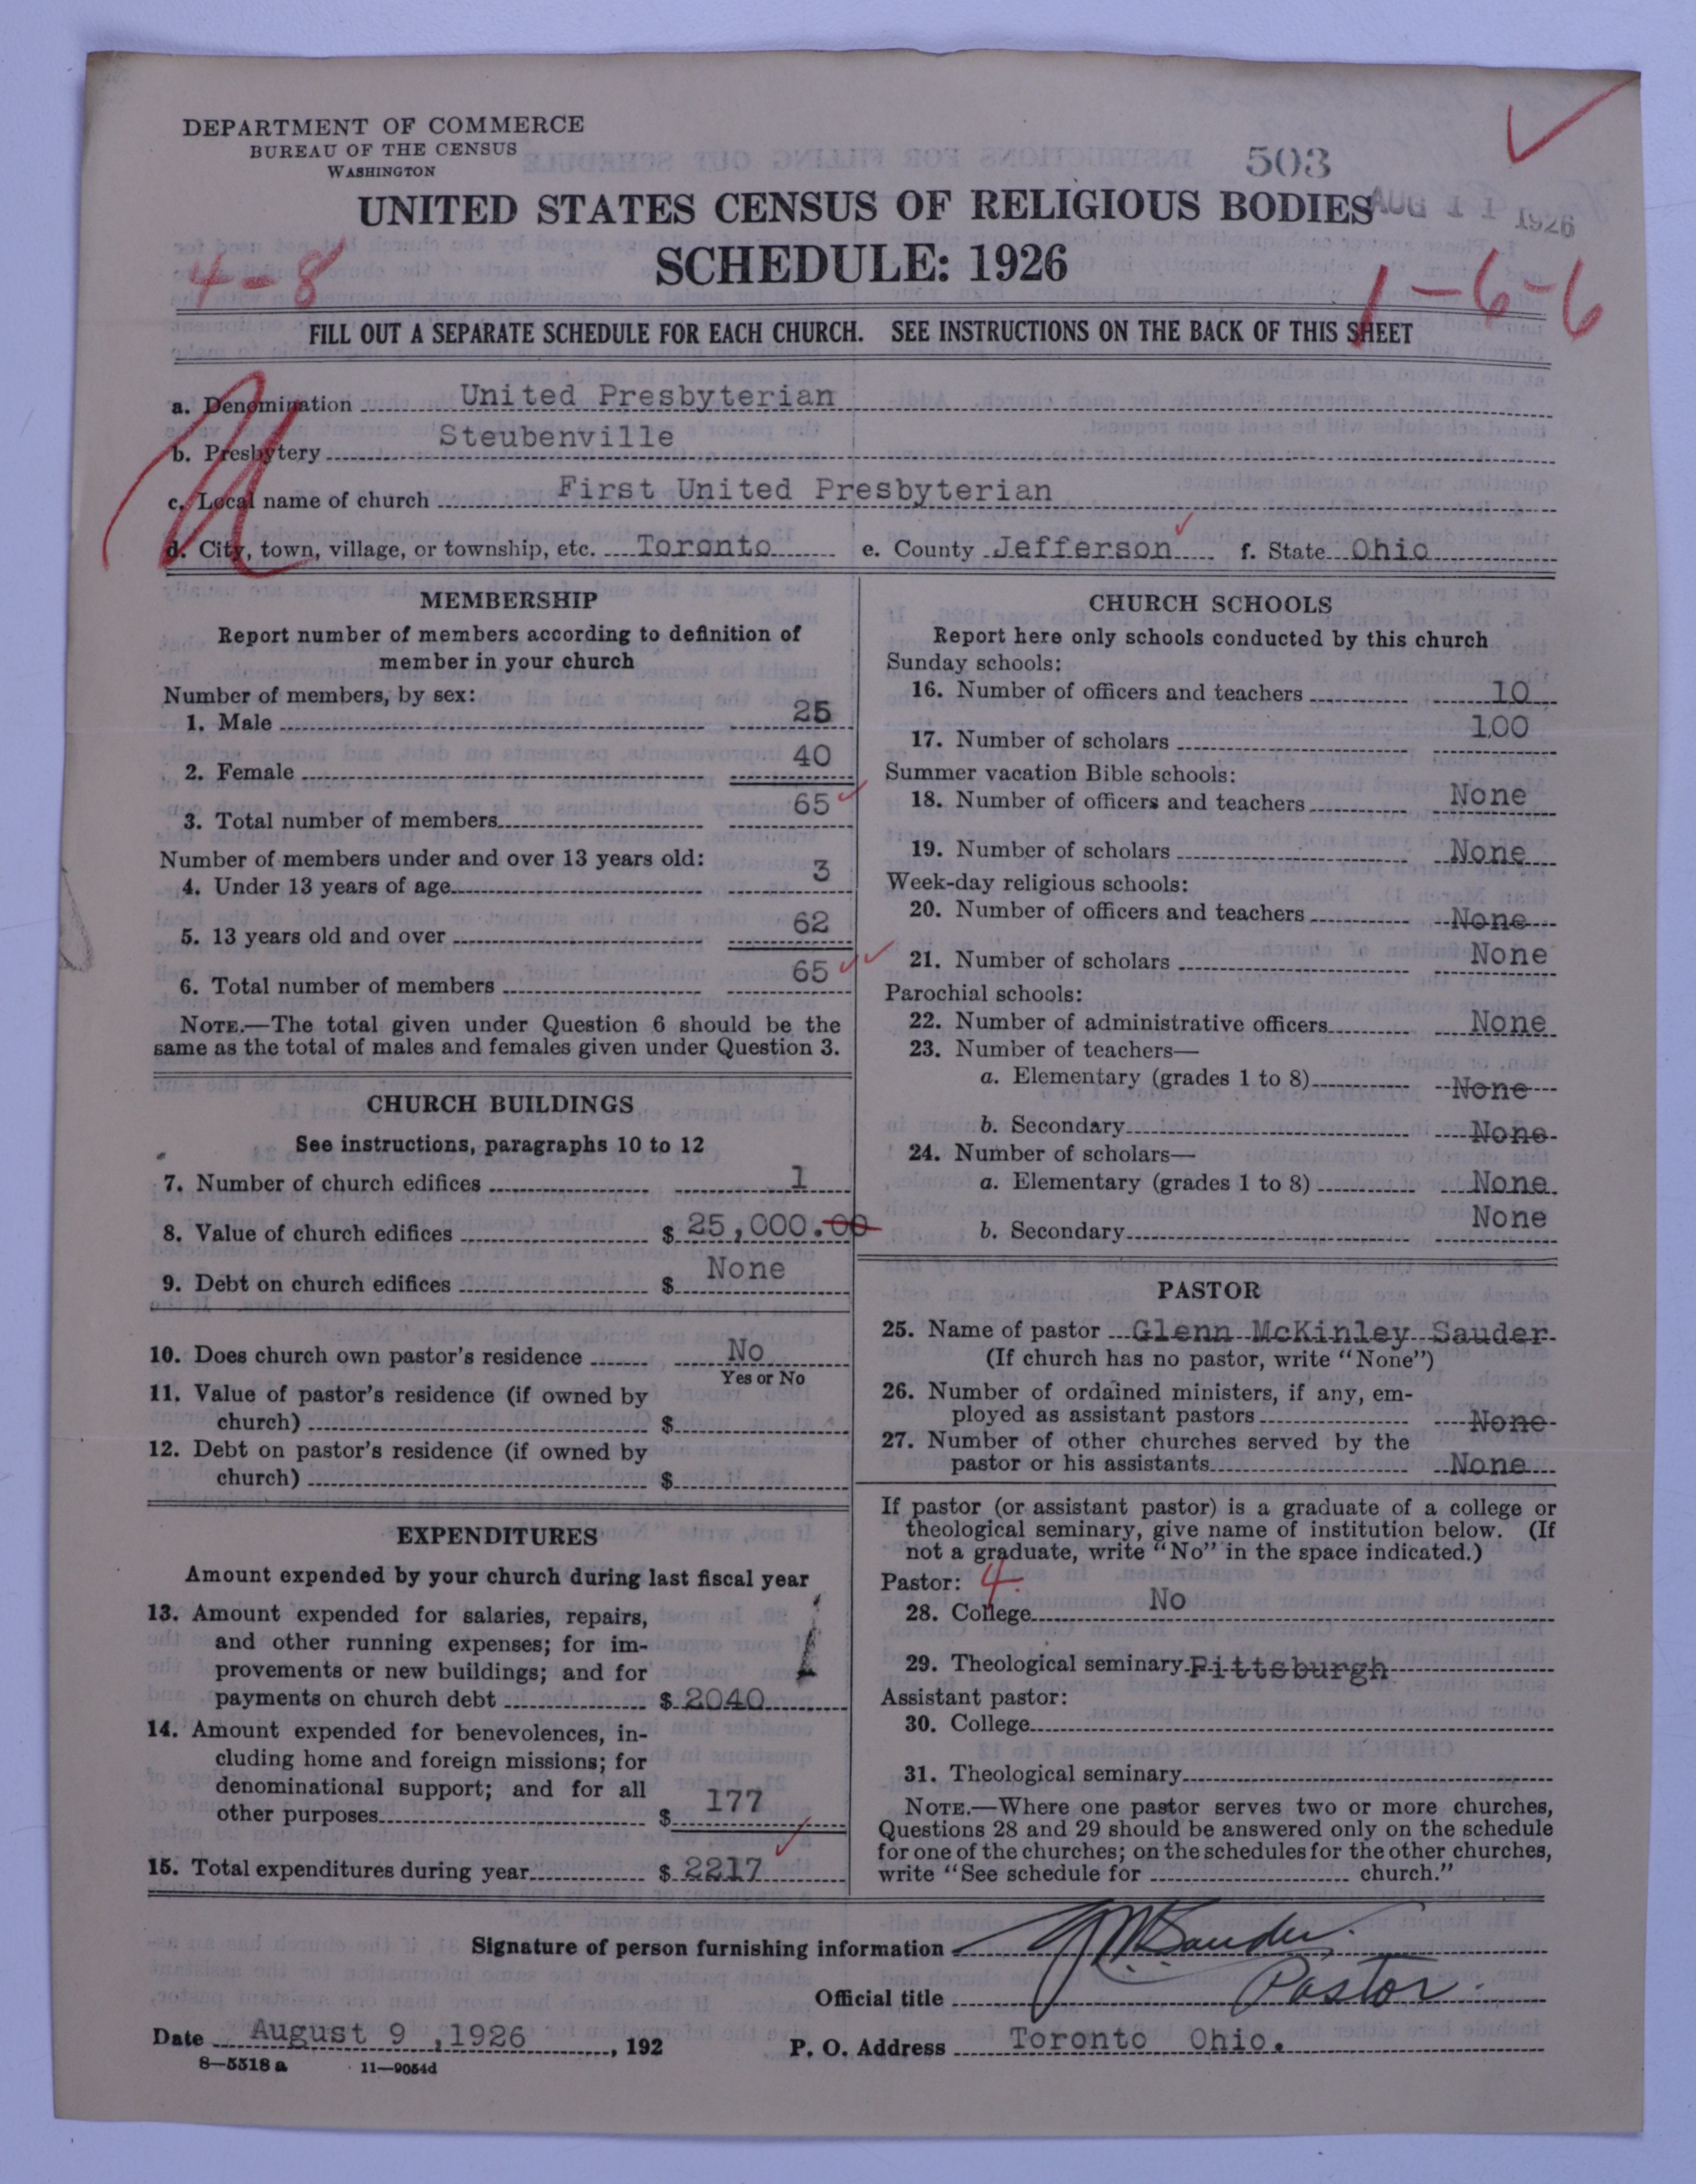 DEPARTMENT OF COMMERCE
BUREAU OF THE CENSUS
WASHINGTON
503
UNITED STATES CENSUS OF RELIGIOUS BODIES
AUG 11 1926
SCHEDULE: 1926
4-8
1-6-6
FILL OUT A SEPARATE SCHEDULE FOR EACH CHURCH. SEE INSTRUCTIONS ON THE BACK OF THIS SHEET
a. Denomination United Presbyterian
b. Presbytery Steubenville
c. Local name of church First United Presbyterian
d. City, town, village, or township, etc. Toronto e. County Jefferson f. State Ohio
MEMBERSHIP
Report number of members according to definition of
member in your church
Number of members, by sex:
1. Male 25
2. Female 40
3. Total number of members 65
Number of members under and over 13 years old:
4. Under 13 years of age 3
5. 13 years old and over 62
6. Total number of members 65
NOTE.—The total given under Question 6 should be the
same as the total of males and females given under Question 3.
CHURCH BUILDINGS
See instructions, paragraphs 10 to 12
7. Number of church edifices 1
8. Value of church edifices $ 25,000.00
9. Debt on church edifices $ None
10. Does church own pastor's residence No
Yes or No
11. Value of pastor's residence (if owned by
church) $
12. Debt on pastor's residence (if owned by
church) $
EXPENDITURES
Amount expended by your church during last fiscal year
13. Amount expended for salaries, repairs,
and other running expenses; for im-
provements or new buildings; and for
payments on church debt $ 2040
14. Amount expended for benevolences, in-
cluding home and foreign missions; for
denominational support; and for all
other purposes $ 177
15. Total expenditures during year $ 2217
CHURCH SCHOOLS
Report here only schools conducted by this church
Sunday schools:
16. Number of officers and teachers 10
17. Number of scholars 100
Summer vacation Bible schools:
18. Number of officers and teachers None
19. Number of scholars None
Week-day religious schools:
20. Number of officers and teachers None
21. Number of scholars None
Parochial schools:
22. Number of administrative officers None
23. Number of teachers—
a. Elementary (grades 1 to 8) None
b. Secondary None
24. Number of scholars—
a. Elementary (grades 1 to 8) None
b. Secondary None
PASTOR
25. Name of pastor Glenn McKinley Sauder
(If church has no pastor, write "None")
26. Number of ordained ministers, if any, em-
ployed as assistant pastors None
27. Number of other churches served by the
pastor or his assistants None
If pastor (or assistant pastor) is a graduate of a college or
theological seminary, give name of institution below. (If
not a graduate, write "No" in the space indicated.)
Pastor: 4
28. College No
29. Theological seminary Pittsburgh
Assistant pastor:
30. College
31. Theological seminary
NOTE.—Where one pastor serves two or more churches,
Questions 28 and 29 should be answered only on the schedule
for one of the churches; on the schedules for the other churches,
write "See schedule for church."
Signature of person furnishing information G M Sauder
Official title Pastor.
Date August 9 ,1926 , 192 P. O. Address Toronto Ohio.
8—5518 a 11—9054d